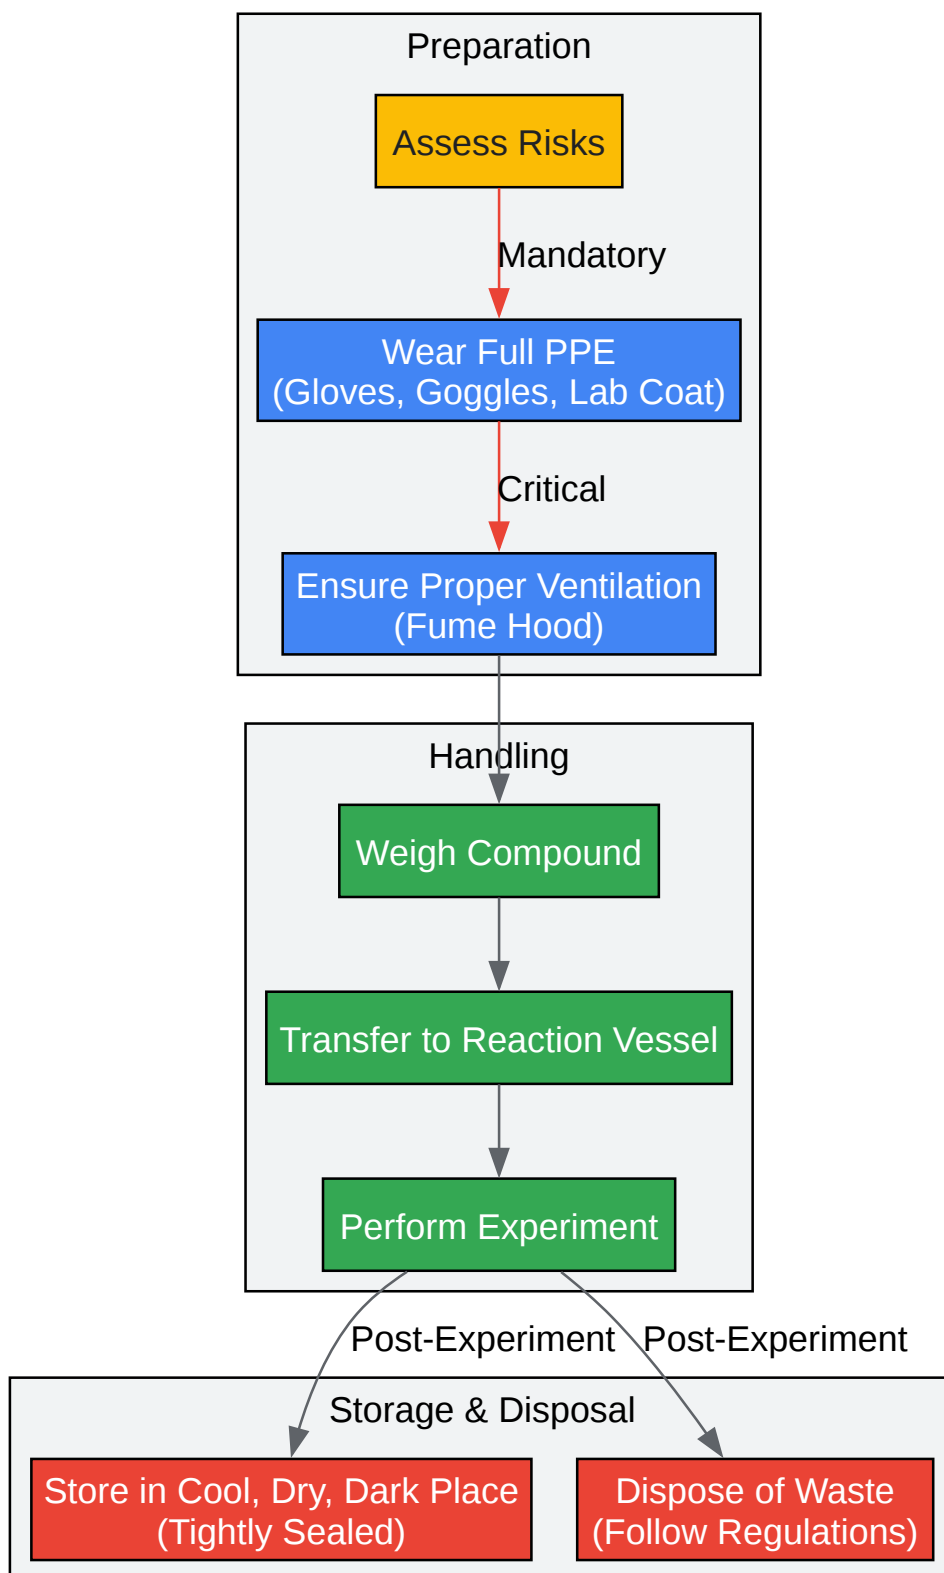 Preparation
Assess Risks
Mandatory
Wear Full PPE
(Gloves, Goggles, Lab Coat)
Critical
Ensure Proper Ventilation
(Fume Hood)
Handling
Weigh Compound
Transfer to Reaction Vessel
Perform Experiment
Post-Experiment
Post-Experiment
Storage & Disposal
Store in Cool, Dry, Dark Place
(Tightly Sealed)
Dispose of Waste
(Follow Regulations)